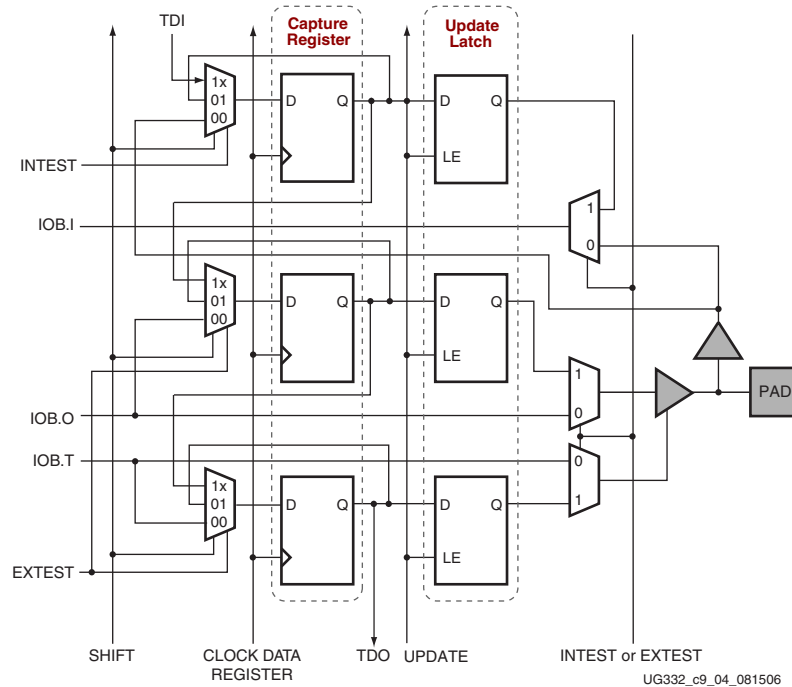 TDI
Capture
Register
Update
Latch
1x
01
00
D
Q
D
Q
LE
INTEST
1
IOB.I
0
1x
01
00
D
Q
D
Q
LE
1
PAD
IOB.O
0
IOB.T
0
1x
01
00
D
Q
D
Q
1
LE
EXTEST
SHIFT
CLOCK DATA
REGISTER
TDO
UPDATE
INTEST or EXTEST
UG332_c9_04_081506